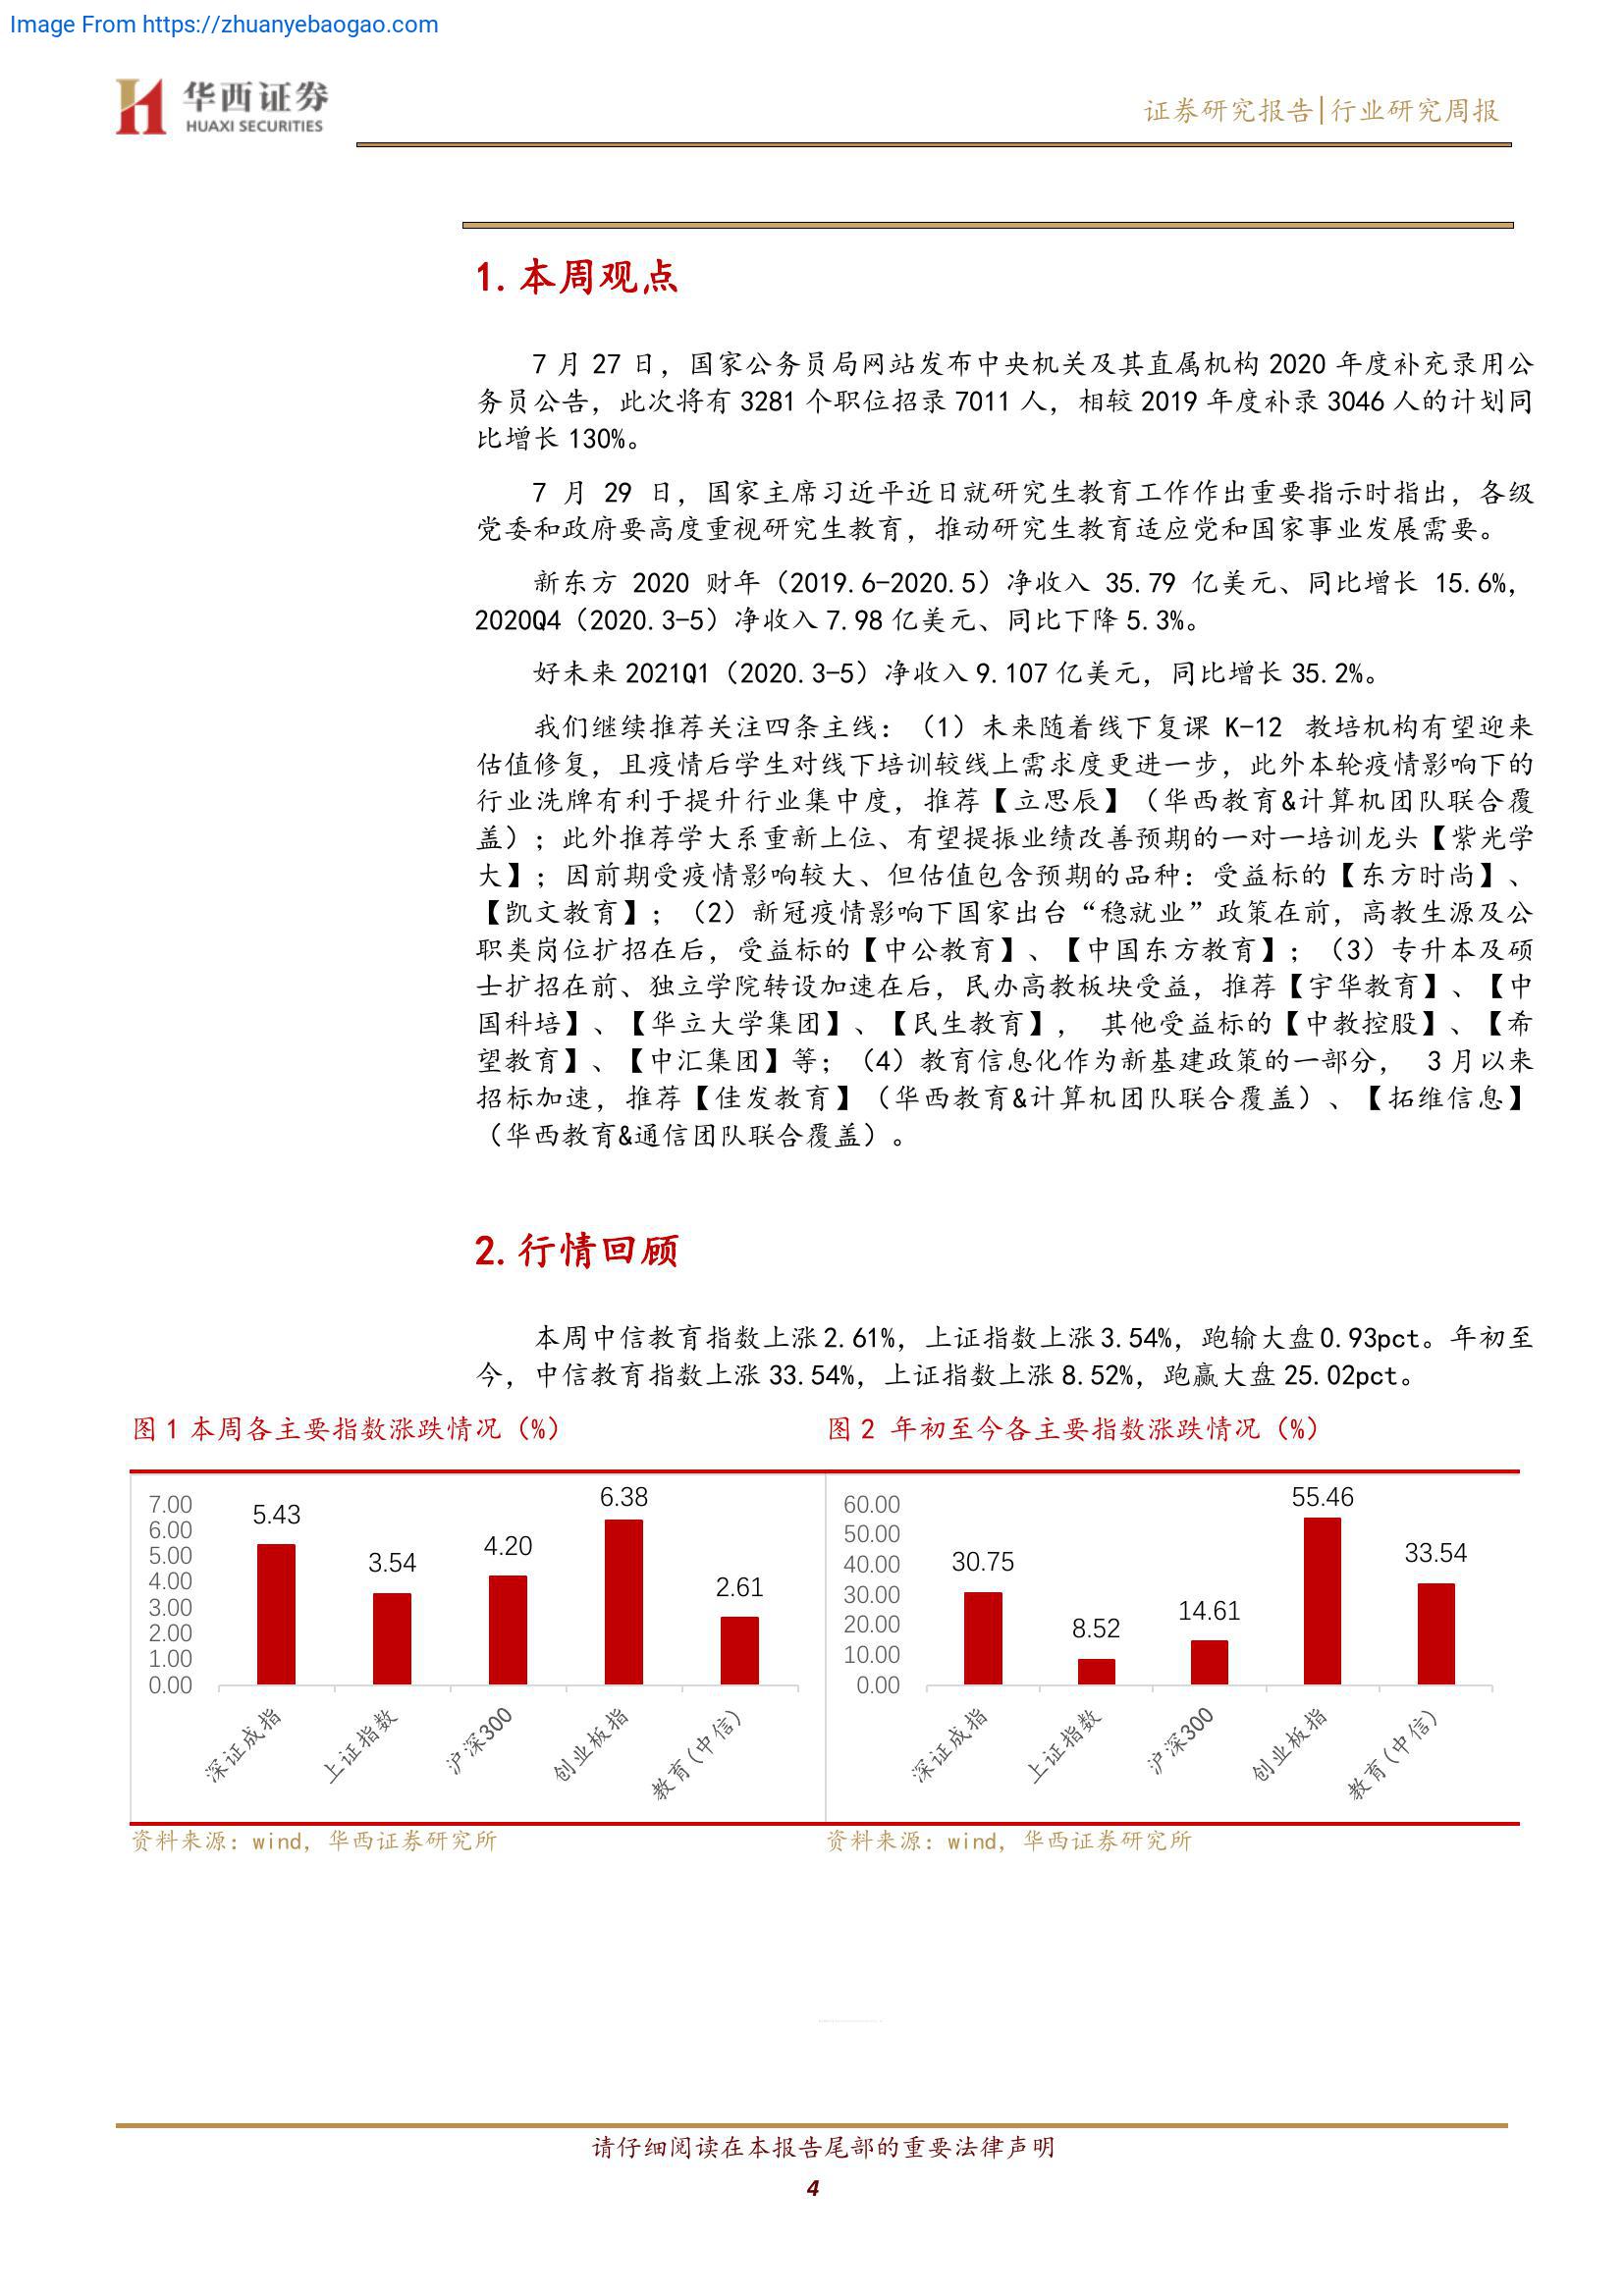 Image From https://zhuanyebaogao.com
华西证券
HUAXI SECURITIES
证券研究报告|行业研究周报
1.本周观点
7 月 27 日，国家公务员局网站发布中央机关及其直属机构 2020 年度补充录用公
务员公告，此次将有 3281 个职位招录 7011 人，相较 2019 年度补录 3046 人的计划同
比增长 130%。
7 月 29 日，国家主席习近平近日就研究生教育工作作出重要指示时指出，各级
党委和政府要高度重视研究生教育，推动研究生教育适应党和国家事业发展需要。
新东方 2020 财年（2019.6-2020.5）净收入 35.79 亿美元、同比增长 15.6%，
2020Q4（2020.3-5）净收入 7.98 亿美元、同比下降 5.3%。
好未来 2021Q1（2020.3-5）净收入 9.107 亿美元，同比增长 35.2%。
我们继续推荐关注四条主线：（1）未来随着线下复课 K-12 教培机构有望迎来
估值修复，且疫情后学生对线下培训较线上需求度更进一步，此外本轮疫情影响下的
行业洗牌有利于提升行业集中度，推荐【立思辰】（华西教育&计算机团队联合覆
盖）；此外推荐学大系重新上位、有望提振业绩改善预期的一对一培训龙头【紫光学
大】；因前期受疫情影响较大、但估值包含预期的品种：受益标的【东方时尚】、
【凯文教育】；（2）新冠疫情影响下国家出台“稳就业”政策在前，高教生源及公
职类岗位扩招在后，受益标的【中公教育】、【中国东方教育】；（3）专升本及硕
士扩招在前、独立学院转设加速在后，民办高教板块受益，推荐【宇华教育】、【中
国科培】、【华立大学集团】、【民生教育】， 其他受益标的【中教控股】、【希
望教育】、【中汇集团】等；（4）教育信息化作为新基建政策的一部分， 3 月以来
招标加速，推荐【佳发教育】（华西教育&计算机团队联合覆盖）、【拓维信息】
（华西教育&通信团队联合覆盖）。
2.行情回顾
本周中信教育指数上涨 2.61%，上证指数上涨 3.54%，跑输大盘 0.93pct。年初至
今，中信教育指数上涨 33.54%，上证指数上涨 8.52%，跑赢大盘 25.02pct。
图 1 本周各主要指数涨跌情况（%）
7.00
6.00
5.00
4.00
3.00
2.00
1.00
0.00
5.43
3.54
4.20
6.38
2.61
深证成指
上证指数
沪深300
创业板指
教育(中信)
资料来源：wind，华西证券研究所
图 2 年初至今各主要指数涨跌情况（%）
60.00
50.00
40.00
30.00
20.00
10.00
0.00
30.75
8.52
14.61
55.46
33.54
深证成指
上证指数
沪深300
创业板指
教育(中信)
资料来源：wind，华西证券研究所
请仔细阅读在本报告尾部的重要法律声明
4